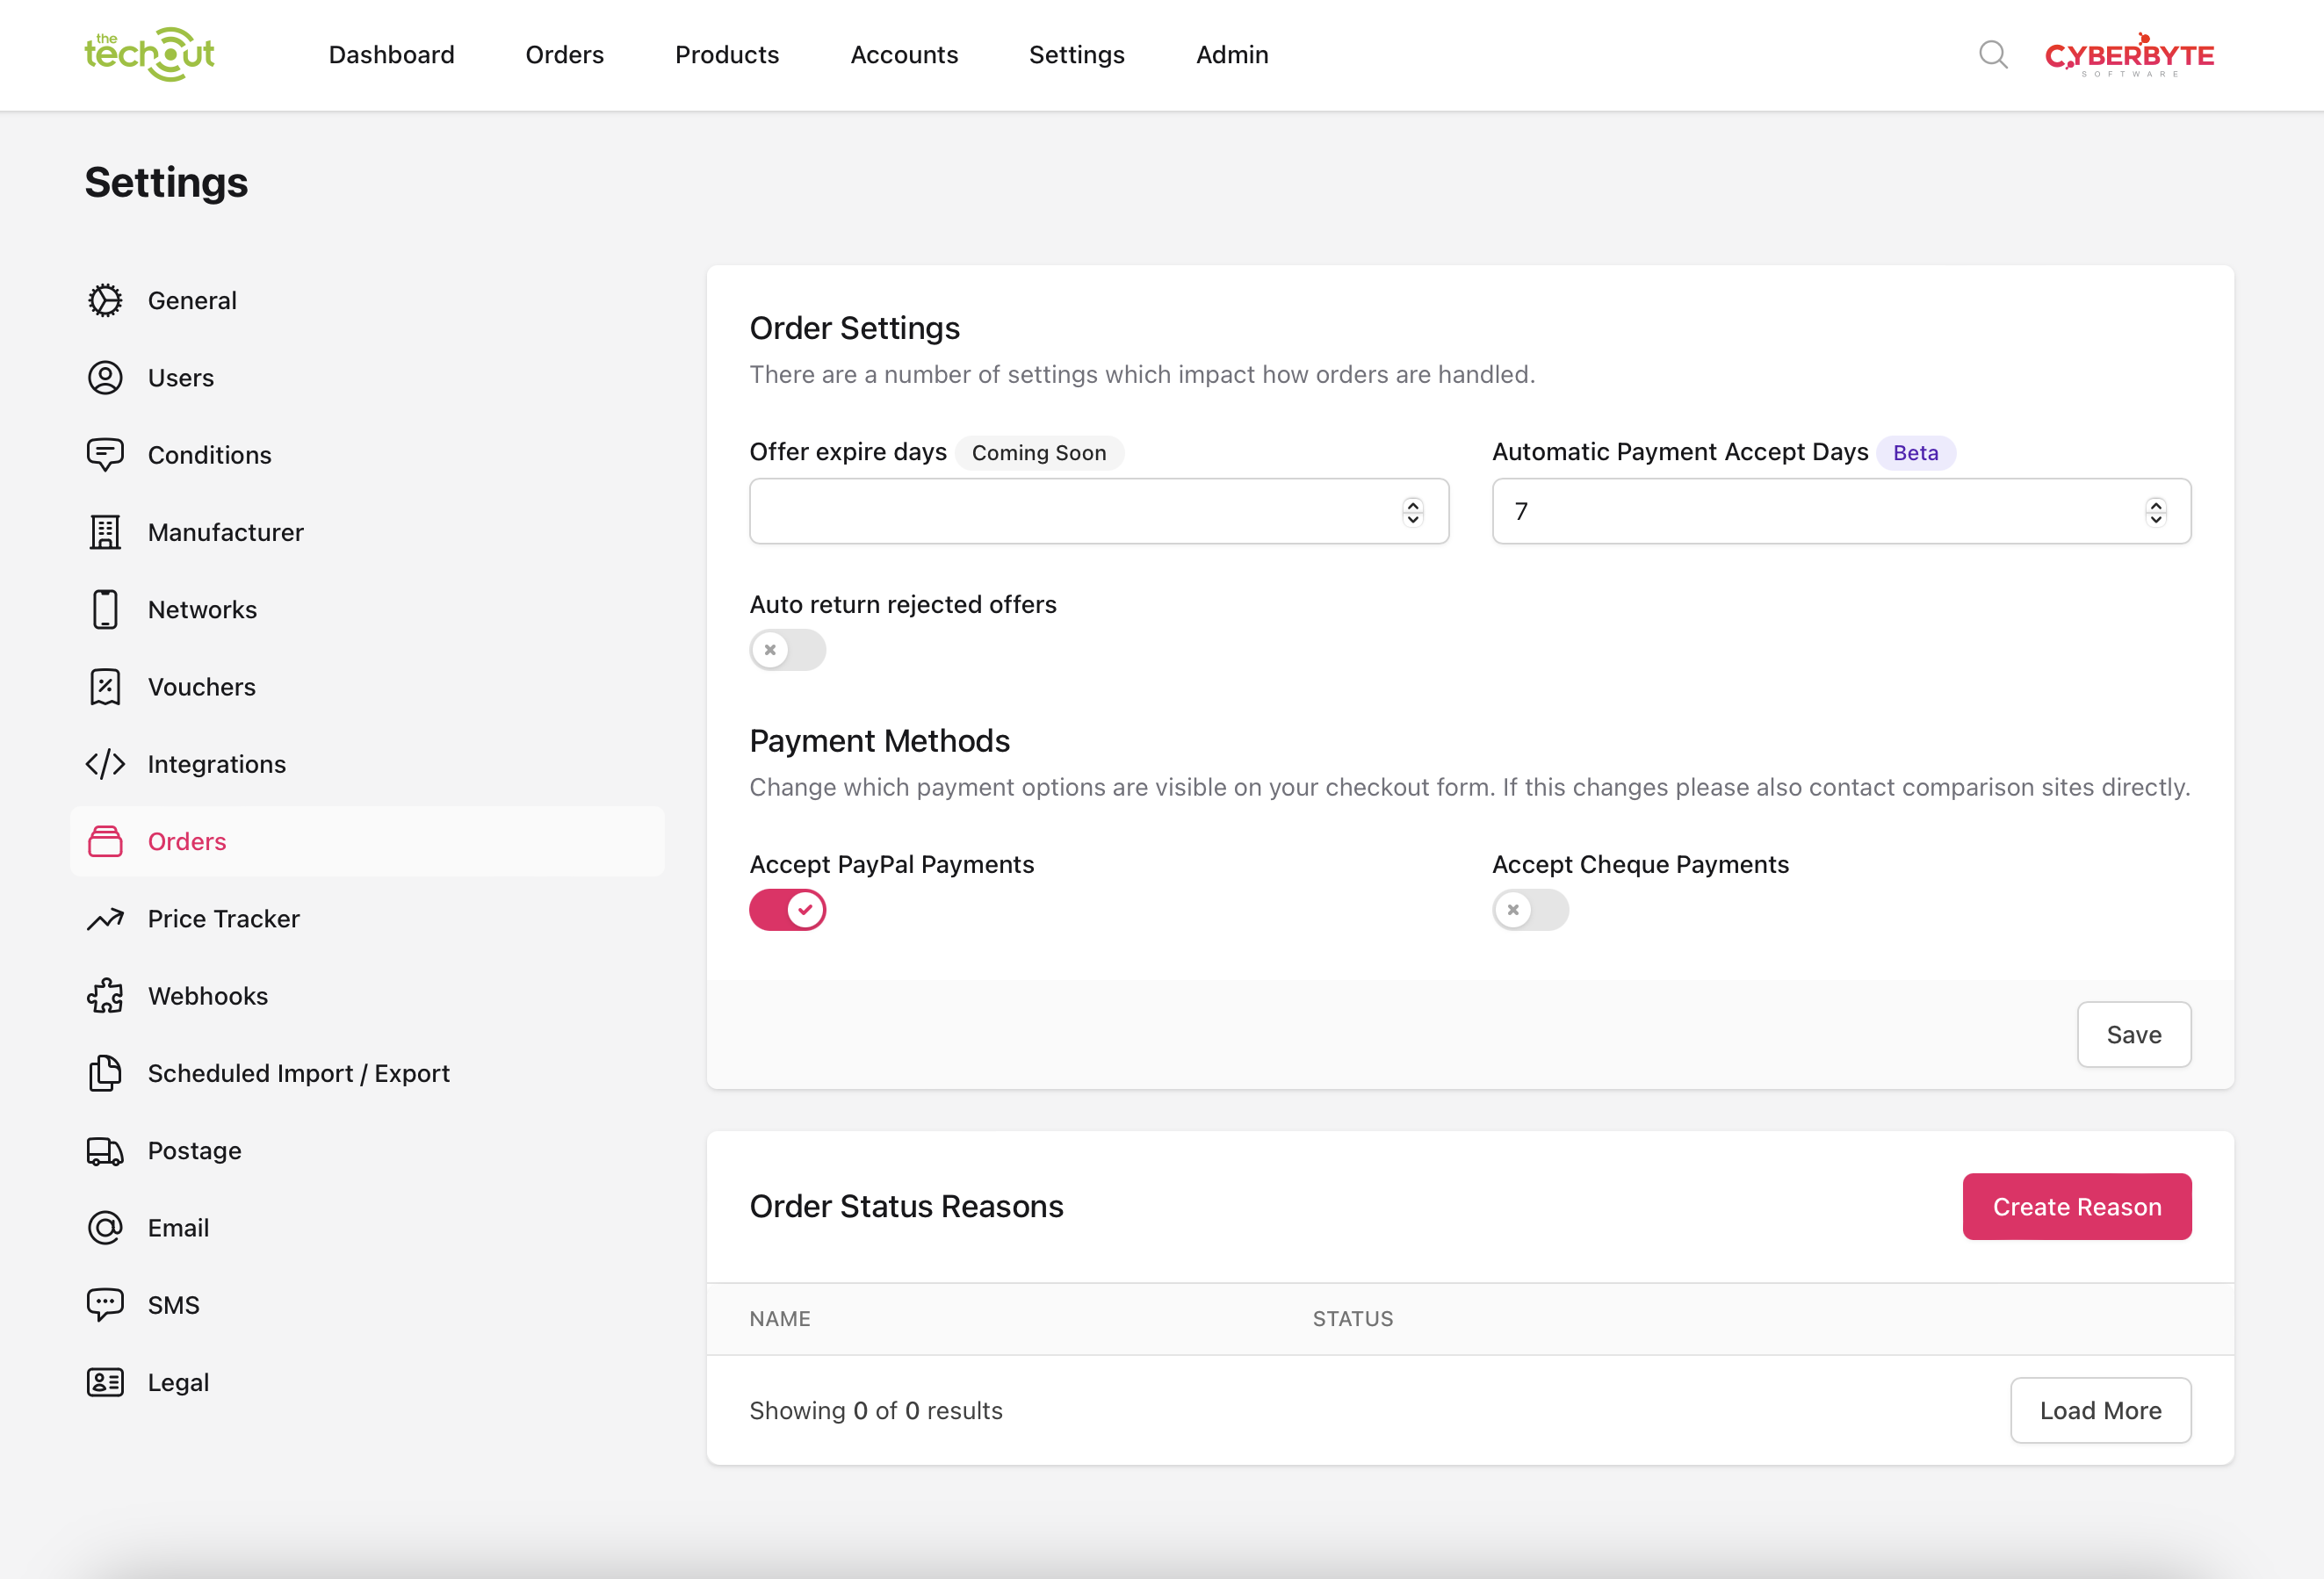 the techout
Dashboard
Orders
Products
Accounts
Settings
Admin
CYBERBYTE
SOFTWARE
Settings
General
Users
Conditions
Manufacturer
Networks
Vouchers
Integrations
Orders
Price Tracker
Webhooks
Scheduled Import / Export
Postage
Email
SMS
Legal
Order Settings
There are a number of settings which impact how orders are handled.
Offer expire days Coming Soon
Automatic Payment Accept Days Beta
7
Auto return rejected offers
Payment Methods
Change which payment options are visible on your checkout form. If this changes please also contact comparison sites directly.
Accept PayPal Payments
Accept Cheque Payments
Save
Order Status Reasons
Create Reason
NAME
STATUS
Showing 0 of 0 results
Load More